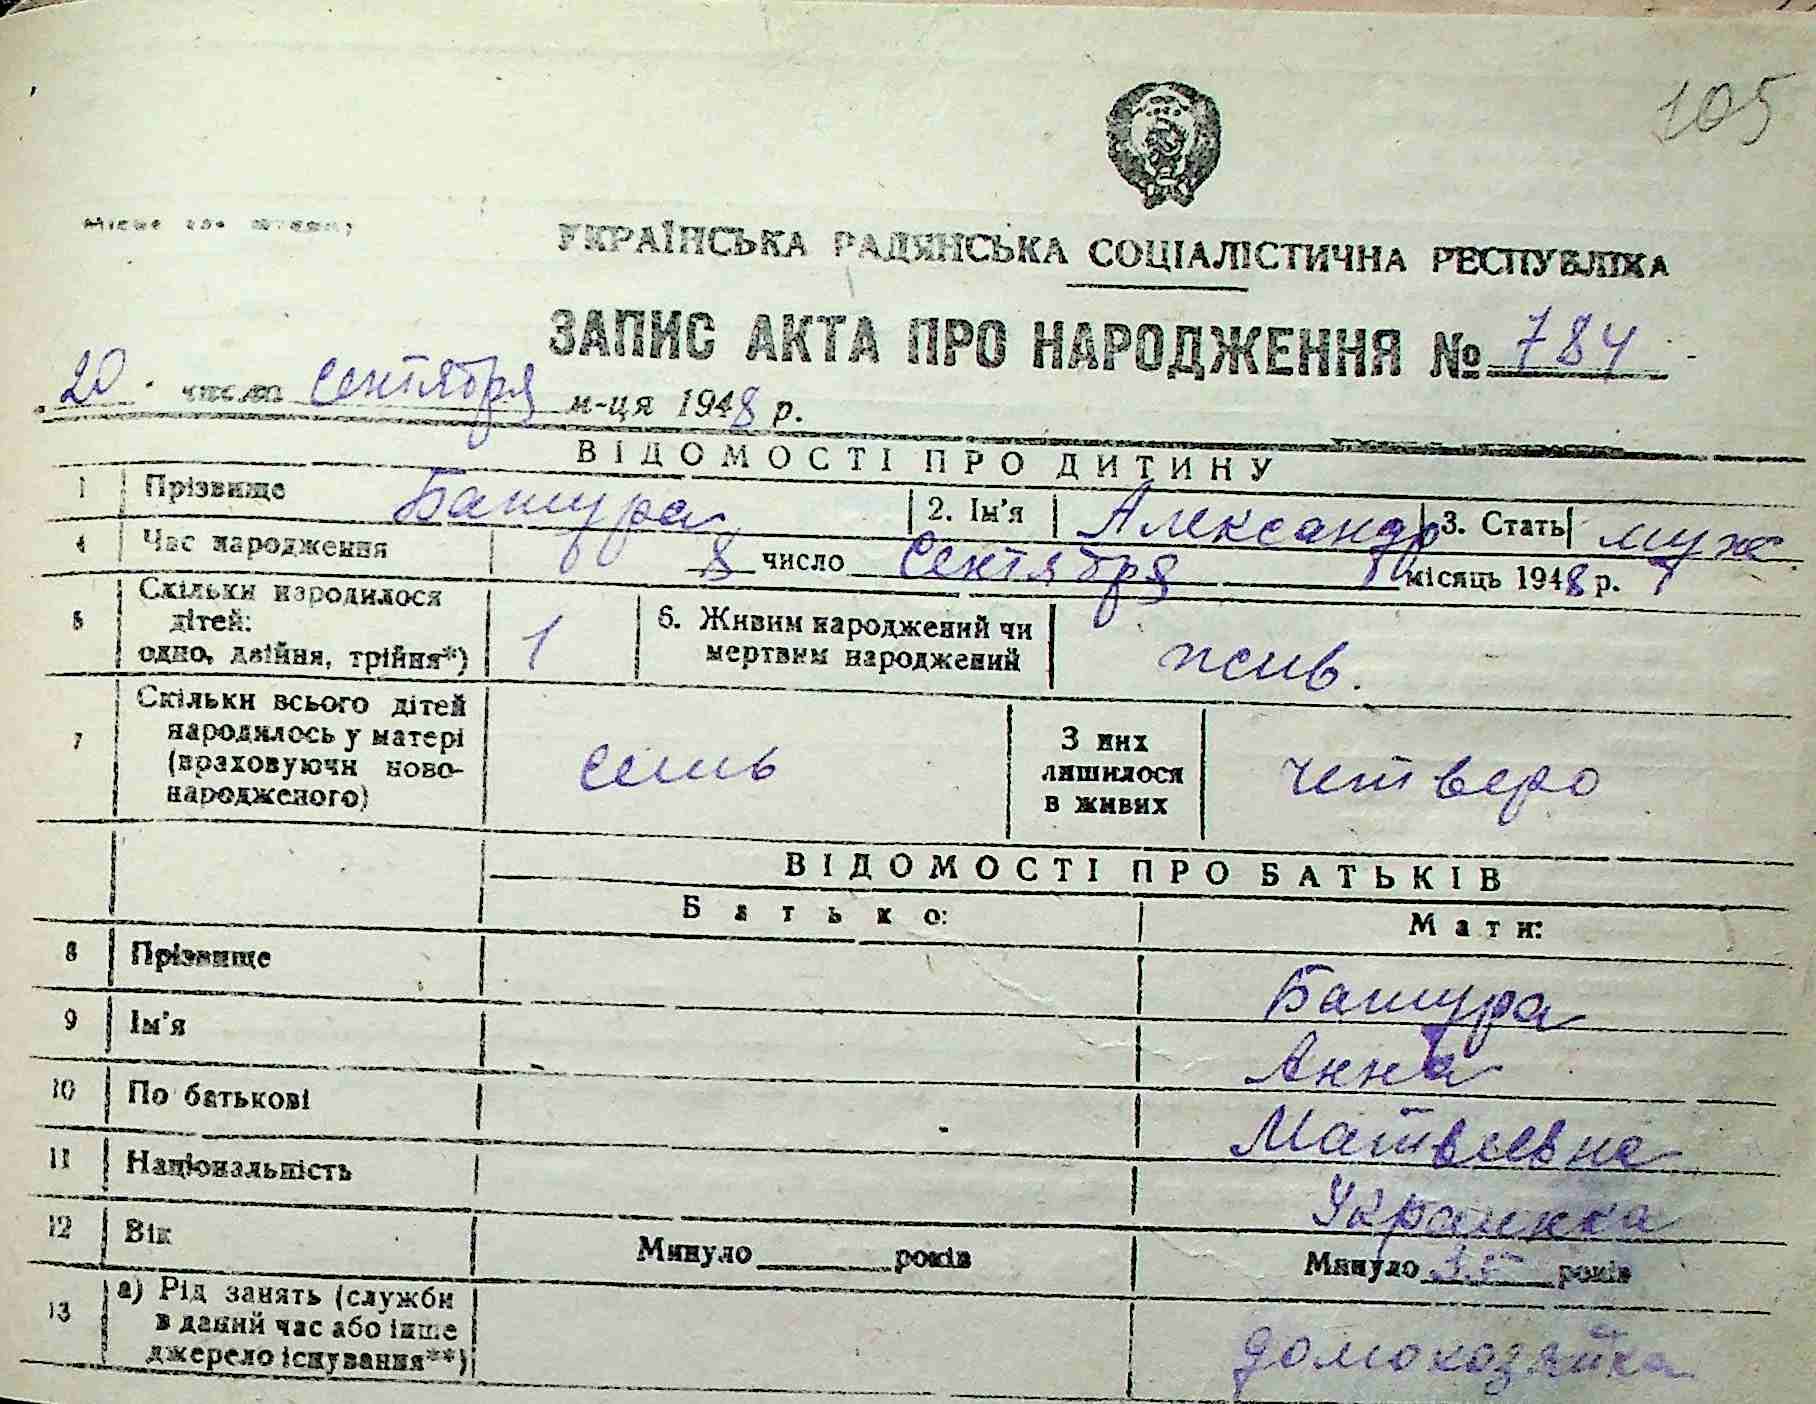 105
Місце для штампу
УКРАЇНСЬКА РАДЯНСЬКА СОЦІАЛІСТИЧНА РЕСПУБЛІКА
ЗАПИС АКТА ПРО НАРОДЖЕННЯ № 784
20 число сентября м-ця 1948 р.
ВІДОМОСТІ ПРО ДИТИНУ
1 Прізвище Башура 2. Ім'я Александр 3. Стать муж
4 Час народження 8 число Сентября місяць 1948 р.
5 Скільки народилося дітей: одно, двійня, трійня*) 1 6. Живим народжений чи мертвим народжений жив.
7 Скільки всього дітей народилось у матері (враховуючи новонародженого) семь З них лишилося в живих четверо
ВІДОМОСТІ ПРО БАТЬКІВ
Батько: Мати:
8 Прізвище Башура
9 Ім'я Анна
10 По батькові Матвеевна
11 Національність Украинка
12 Вік Минуло років Минуло років
13 а) Рід занять (служби в даний час або інше джерело існування**) домохозяйка